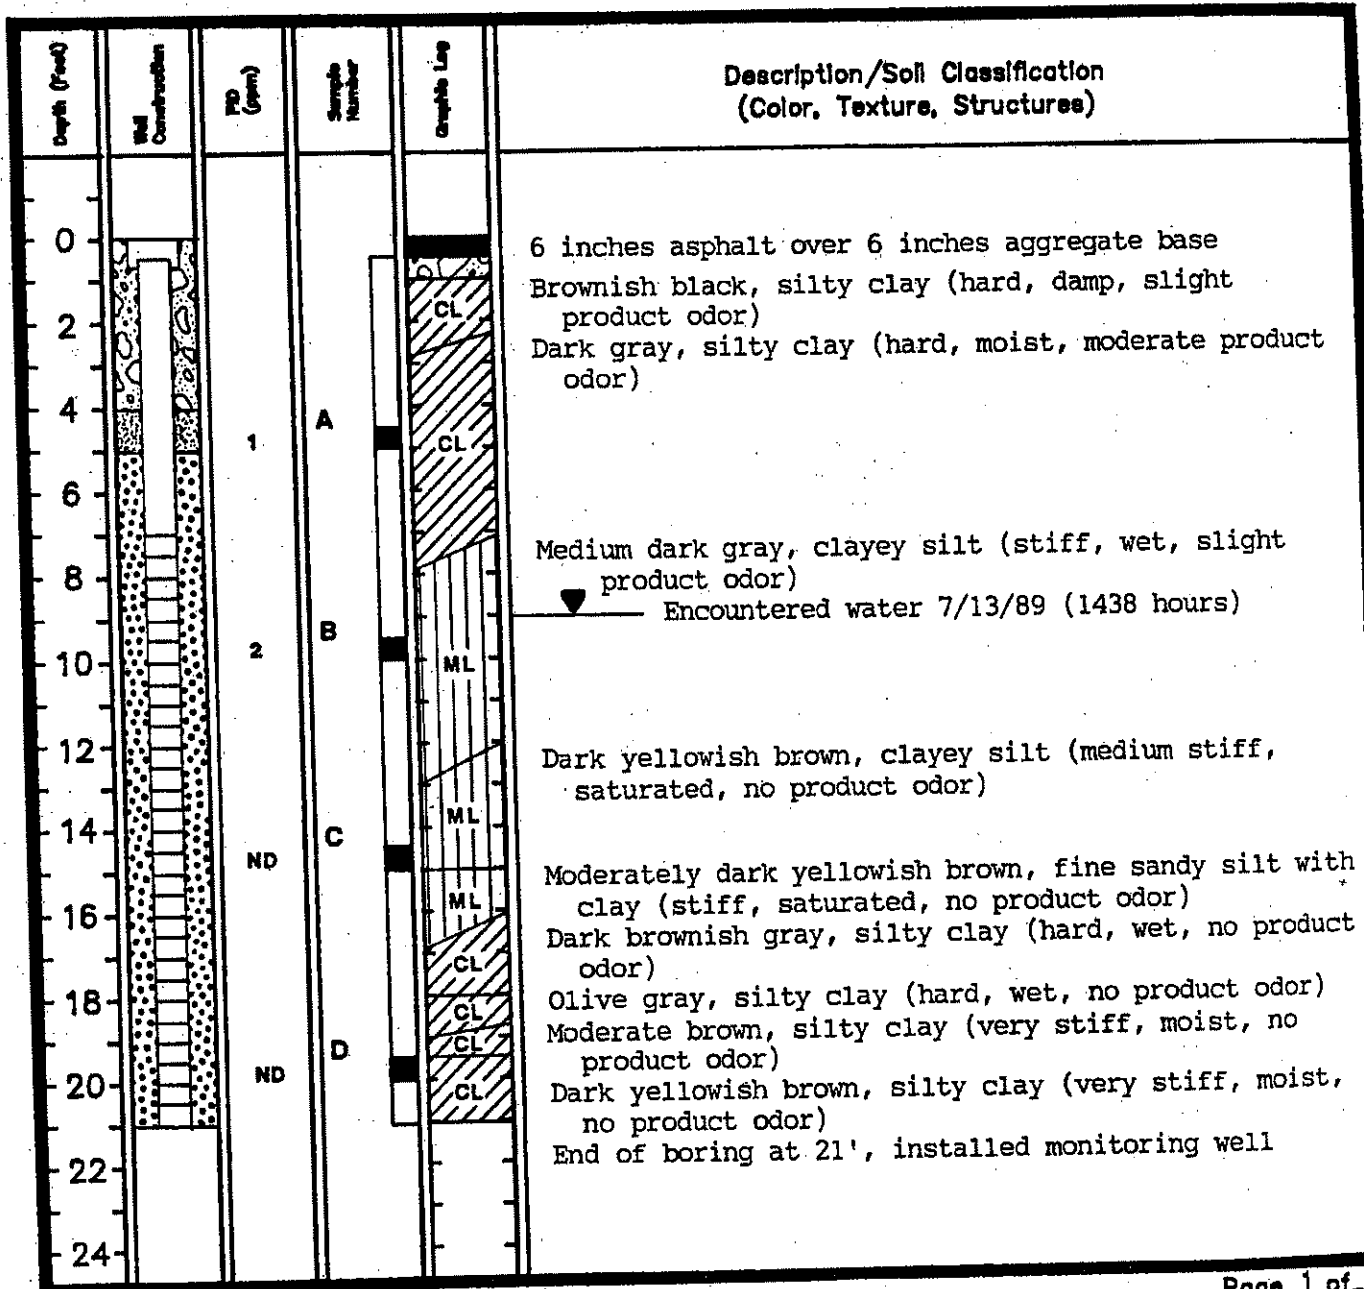 Depth (Feet)
Well Construction
PID (ppm)
Sample Number
Graphic Log
Description/Soil Classification
(Color, Texture, Structures)
0
6 inches asphalt over 6 inches aggregate base
Brownish black, silty clay (hard, damp, slight
CL
product odor)
2
Dark gray, silty clay (hard, moist, moderate product
odor)
4
A
1
CL
6
Medium dark gray, clayey silt (stiff, wet, slight
8
product odor)
Encountered water 7/13/89 (1438 hours)
B
2
10
ML
12
Dark yellowish brown, clayey silt (medium stiff,
saturated, no product odor)
ML
14
C
ND
Moderately dark yellowish brown, fine sandy silt with
ML
clay (stiff, saturated, no product odor)
16
Dark brownish gray, silty clay (hard, wet, no product
CL
odor)
18
Olive gray, silty clay (hard, wet, no product odor)
CL
Moderate brown, silty clay (very stiff, moist, no
CL
D
product odor)
ND
20
CL
Dark yellowish brown, silty clay (very stiff, moist,
no product odor)
End of boring at 21', installed monitoring well
22
24
Page 1 of